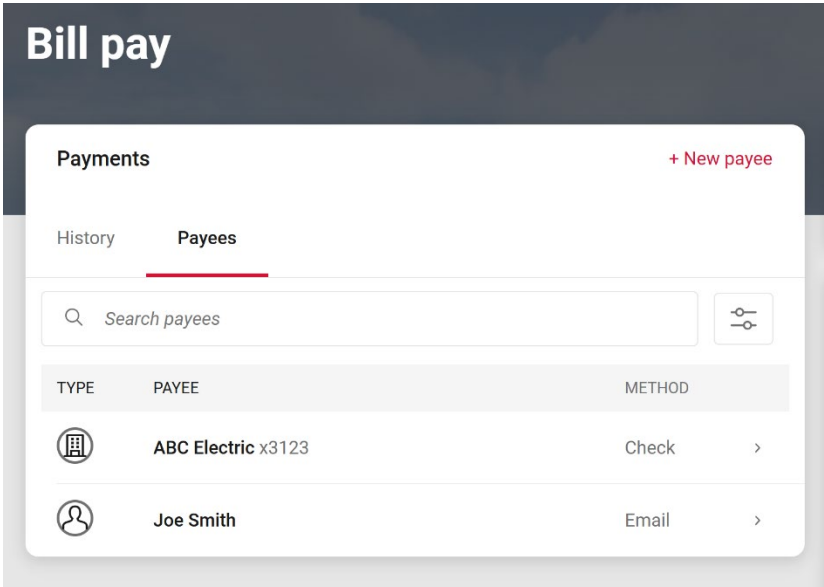 Bill pay
Payments + New payee
History Payees
Search payees
TYPE PAYEE METHOD
ABC Electric x3123 Check
Joe Smith Email